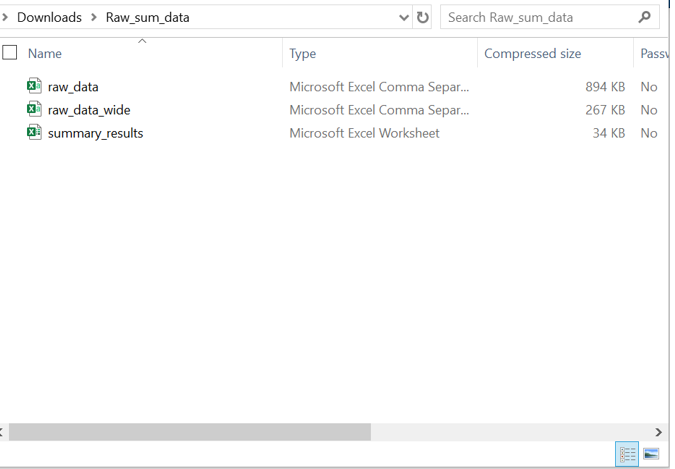 Downloads > Raw_sum_data
Search Raw_sum_data
Name Type Compressed size Passw
raw_data Microsoft Excel Comma Separ... 894 KB No
raw_data_wide Microsoft Excel Comma Separ... 267 KB No
summary_results Microsoft Excel Worksheet 34 KB No